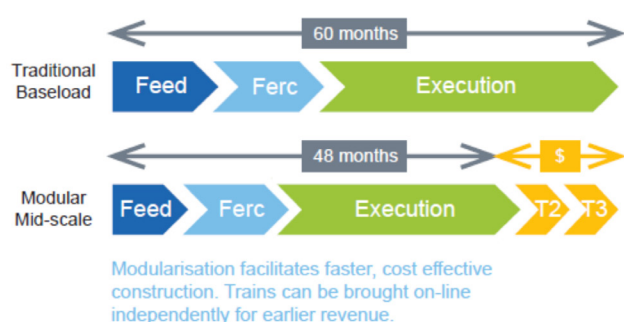 60 months
Traditional
Baseload
Feed
Ferc
Execution
48 months
$
Modular
Mid-scale
Feed
Ferc
Execution
T2
T3
Modularisation facilitates faster, cost effective
construction. Trains can be brought on-line
independently for earlier revenue.